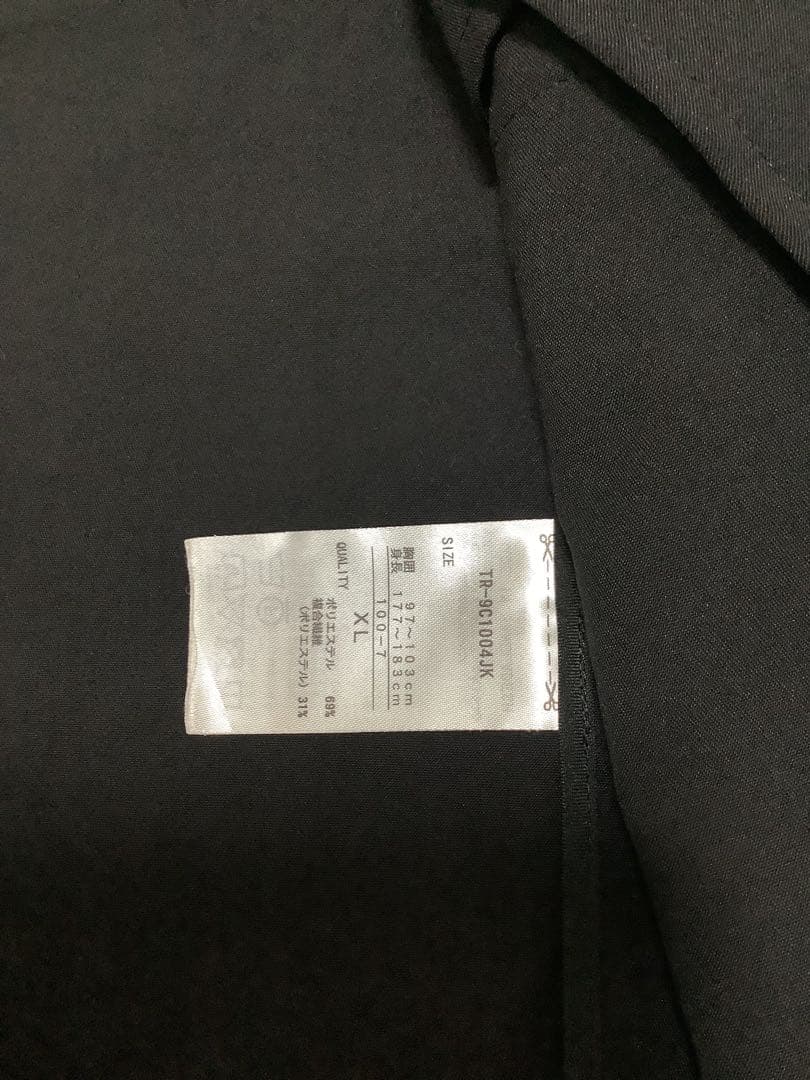 TR-9C1004JK
SIZE
胸囲 97~103cm
身長 177~183cm
100-7
XL
QUALITY
ポリエステル 69%
複合繊維
(ポリエステル) 31%